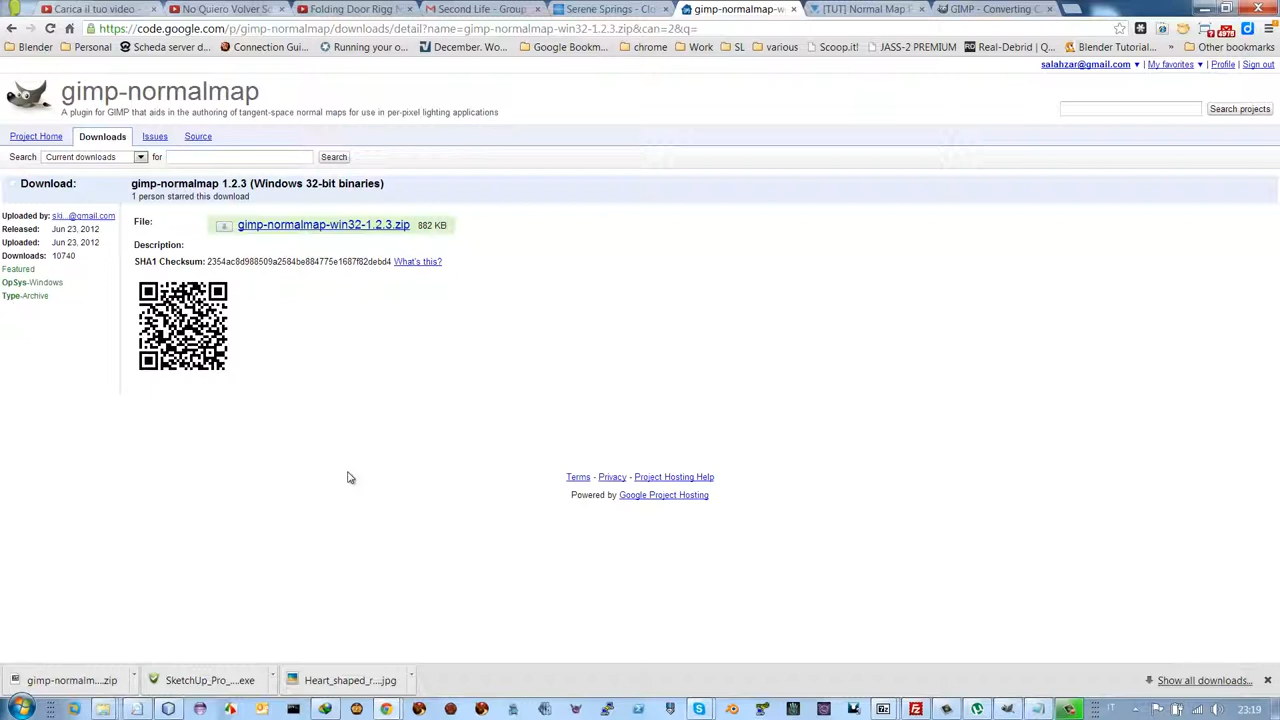 Carica il tuo video -
No Quiero Volver So
Folding Door Rigg
Second Life - Group
Serene Springs - Clo
gimp-normalmap-w
[TUT] Normal Map P
GIMP - Converting C
https://code.google.com/p/gimp-normalmap/downloads/detail?name=gimp-normalmap-win32-1.2.3.zip&can=2&q=
Blender
Personal
Scheda server d...
Connection Gui...
Running your o...
December. Wo...
Google Bookm...
chrome
Work
SL
various
Scoop.it!
JASS-2 PREMIUM
Real-Debrid | Q...
Blender Tutorial...
Other bookmarks
salahzar@gmail.com ▼ | My favorites ▼ | Profile | Sign out
gimp-normalmap
A plugin for GIMP that aids in the authoring of tangent-space normal maps for use in per-pixel lighting applications
Search projects
Project Home
Downloads
Issues
Source
Search
Current downloads
for
Search
Download:
gimp-normalmap 1.2.3 (Windows 32-bit binaries)
1 person starred this download
Uploaded by: ski...@gmail.com
Released: Jun 23, 2012
Uploaded: Jun 23, 2012
Downloads: 10740
Featured
OpSys-Windows
Type-Archive
File:
gimp-normalmap-win32-1.2.3.zip 882 KB
Description:
SHA1 Checksum: 2354ac8d988509a2584be884775e1687f82debd4 What's this?
Terms - Privacy - Project Hosting Help
Powered by Google Project Hosting
gimp-normalm....zip
SketchUp_Pro_....exe
Heart_shaped_r....jpg
Show all downloads...
IT
23:19